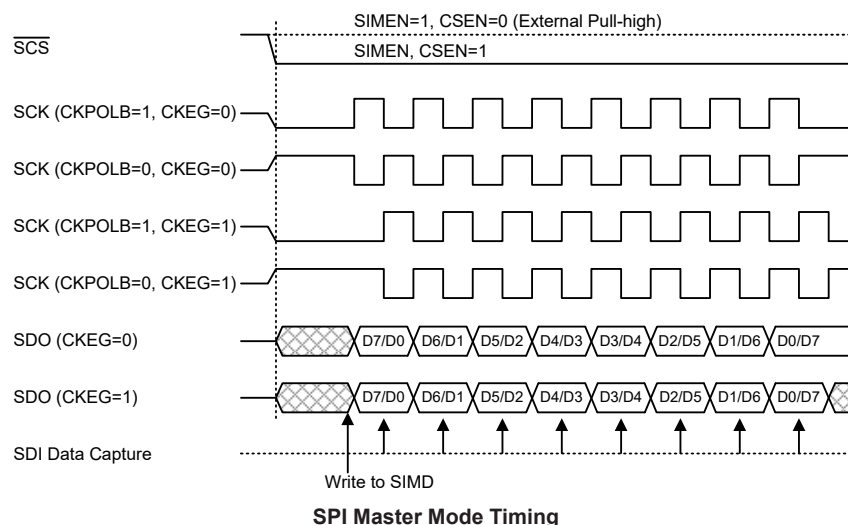 SIMEN=1, CSEN=0 (External Pull-high)
SCS
SIMEN, CSEN=1
SCK (CKPOLB=1, CKEG=0)
SCK (CKPOLB=0, CKEG=0)
SCK (CKPOLB=1, CKEG=1)
SCK (CKPOLB=0, CKEG=1)
SDO (CKEG=0) D7/D0 D6/D1 D5/D2 D4/D3 D3/D4 D2/D5 D1/D6 D0/D7
SDO (CKEG=1) D7/D0 D6/D1 D5/D2 D4/D3 D3/D4 D2/D5 D1/D6 D0/D7
SDI Data Capture
Write to SIMD
SPI Master Mode Timing